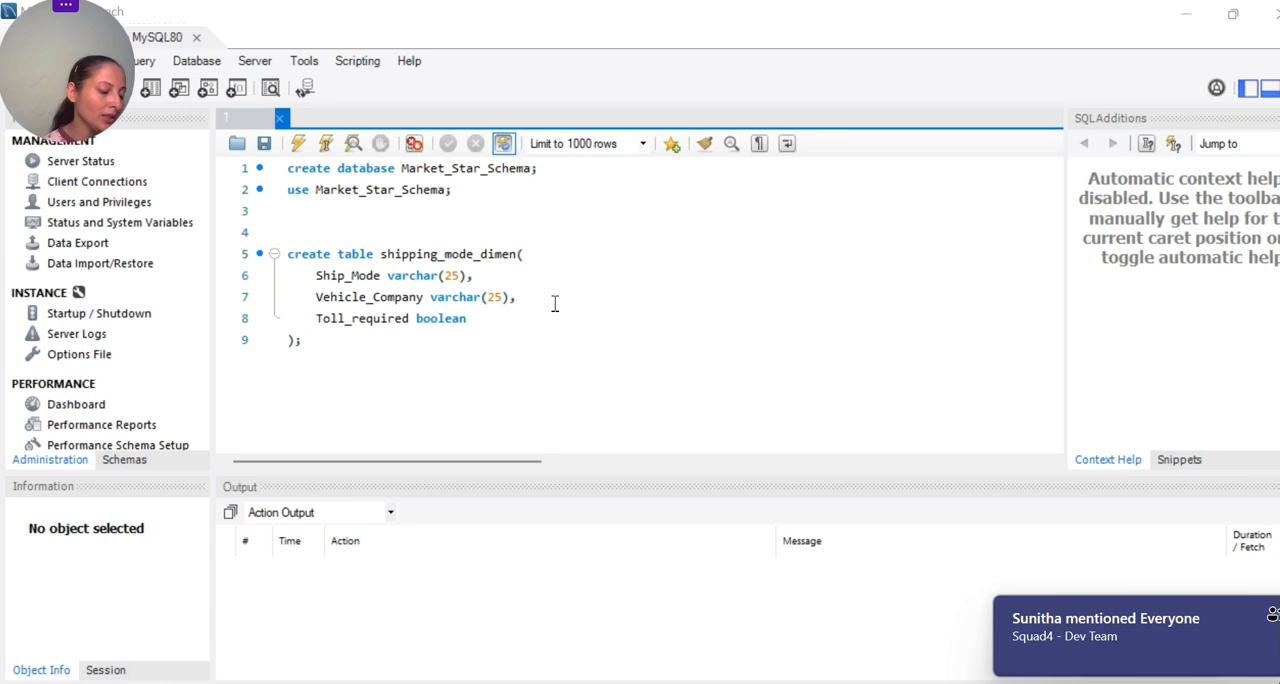 MySQL80
Database Server Tools Scripting Help
1
Limit to 1000 rows
SQLAdditions
Jump to
MANAGEMENT
Server Status
Client Connections
Users and Privileges
Status and System Variables
Data Export
Data Import/Restore
INSTANCE
Startup / Shutdown
Server Logs
Options File
PERFORMANCE
Dashboard
Performance Reports
Performance Schema Setup
Administration Schemas
1 create database Market_Star_Schema;
2 use Market_Star_Schema;
3
4
5 create table shipping_mode_dimen(
6 Ship_Mode varchar(25),
7 Vehicle_Company varchar(25),
8 Toll_required boolean
9 );
Automatic context help
disabled. Use the toolba
manually get help for t
current caret position o
toggle automatic help
Context Help Snippets
Information
No object selected
Object Info Session
Output
Action Output
# Time Action Message Duration / Fetch
Sunitha mentioned Everyone
Squad4 - Dev Team